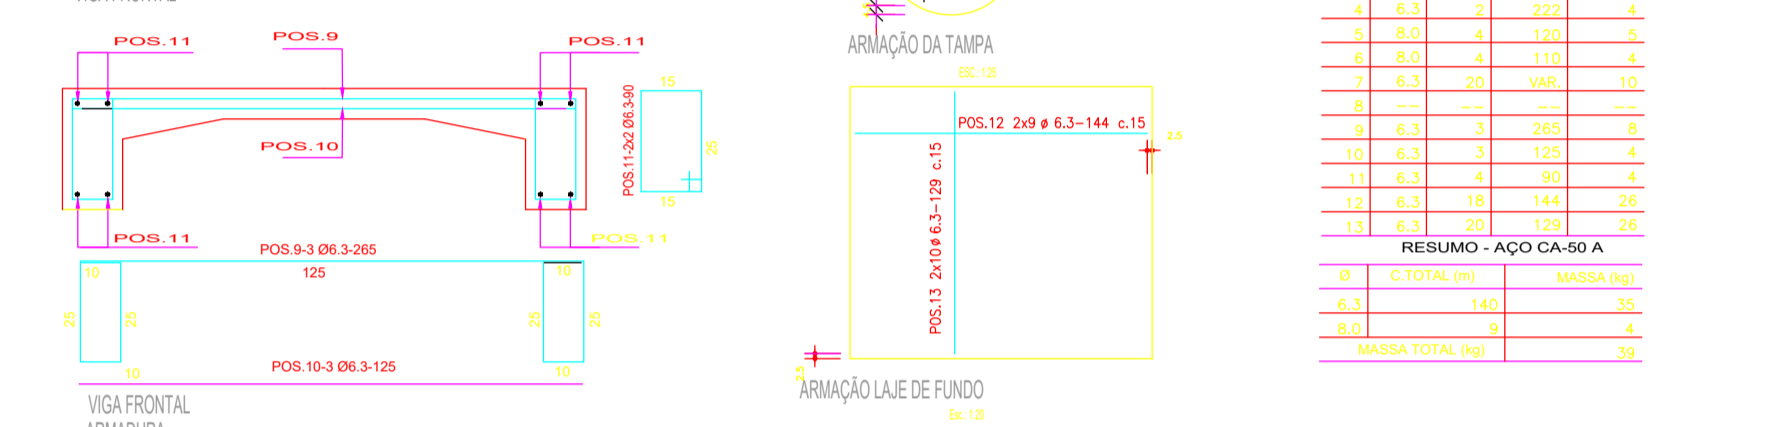 POS.11
POS.9
POS.11
POS.10
POS.11
POS.11
POS.11-2x2 Ø6.3-90
15
25
15
POS.9-3 Ø6.3-265
125
10
10
25
25
25
25
10
10
POS.10-3 Ø6.3-125
VIGA FRONTAL
ARMAÇÃO DA TAMPA
ESC.: 1:25
POS.12 2x9 ø 6.3-144 c.15
2.5
POS.13 2x10 ø 6.3-129 c.15
2.5
ARMAÇÃO LAJE DE FUNDO
Esc.: 1:25
4 6.3 2 222 4
5 8.0 4 120 5
6 8.0 4 110 4
7 6.3 20 VAR. 10
8 -- -- -- --
9 6.3 3 265 8
10 6.3 3 125 4
11 6.3 4 90 4
12 6.3 18 144 26
13 6.3 20 129 26
RESUMO - AÇO CA-50 A
Ø C.TOTAL (m) MASSA (kg)
6.3 140 35
8.0 9 4
MASSA TOTAL (kg) 39